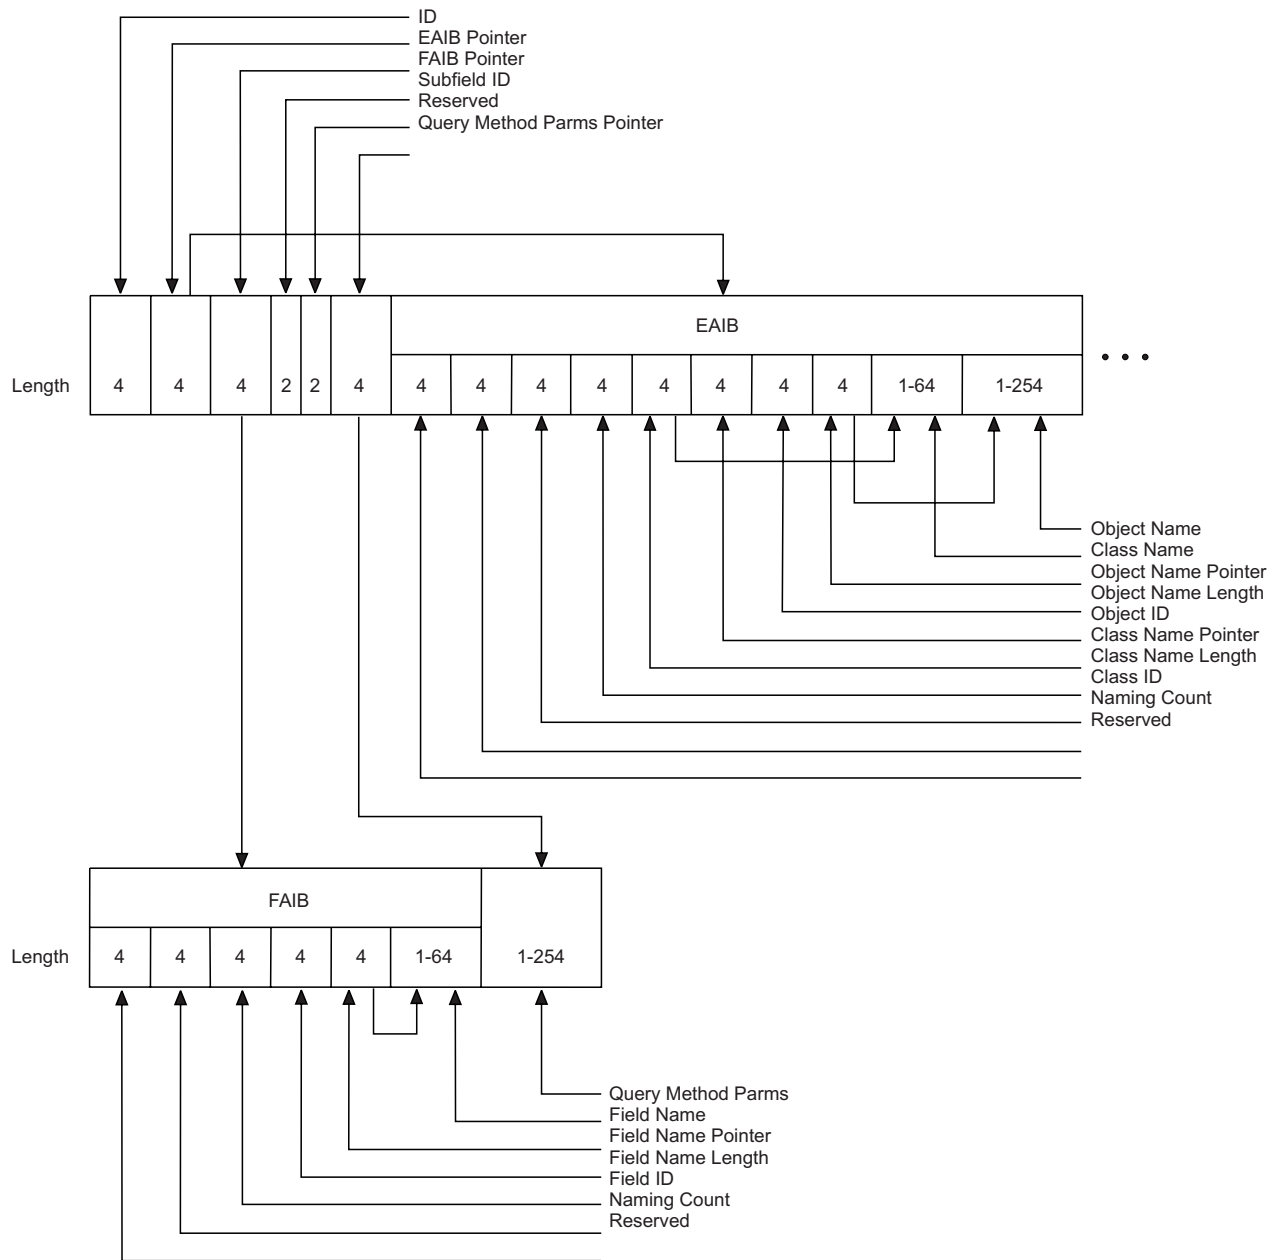 ID
EAIB Pointer
FAIB Pointer
Subfield ID
Reserved
Query Method Parms Pointer
EAIB
Length 4 4 4 2 2 4 4 4 4 4 4 4 4 4 1-64 1-254
Object Name
Class Name
Object Name Pointer
Object Name Length
Object ID
Class Name Pointer
Class Name Length
Class ID
Naming Count
Reserved
FAIB
Length 4 4 4 4 4 1-64 1-254
Query Method Parms
Field Name
Field Name Pointer
Field Name Length
Field ID
Naming Count
Reserved